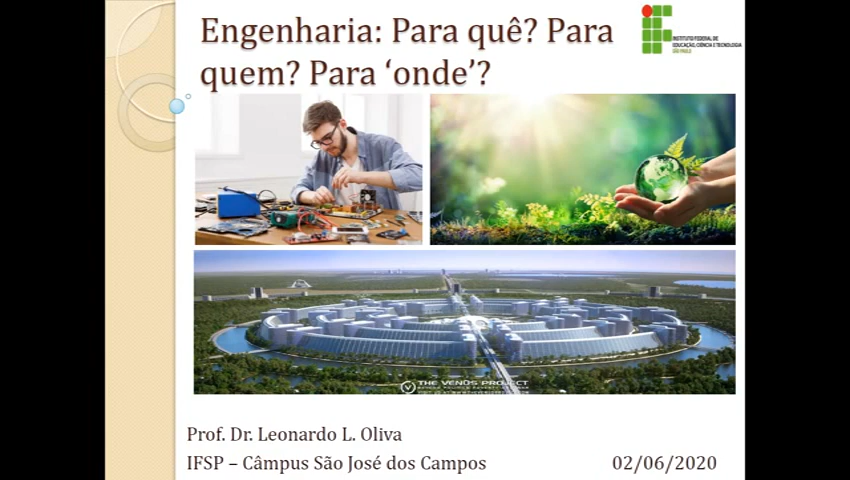 Engenharia: Para quê? Para
quem? Para ‘onde’?
INSTITUTO FEDERAL DE
EDUCAÇÃO, CIÊNCIA E TECNOLOGIA
SÃO PAULO
THE VENUS PROJECT
Prof. Dr. Leonardo L. Oliva
IFSP – Câmpus São José dos Campos
02/06/2020